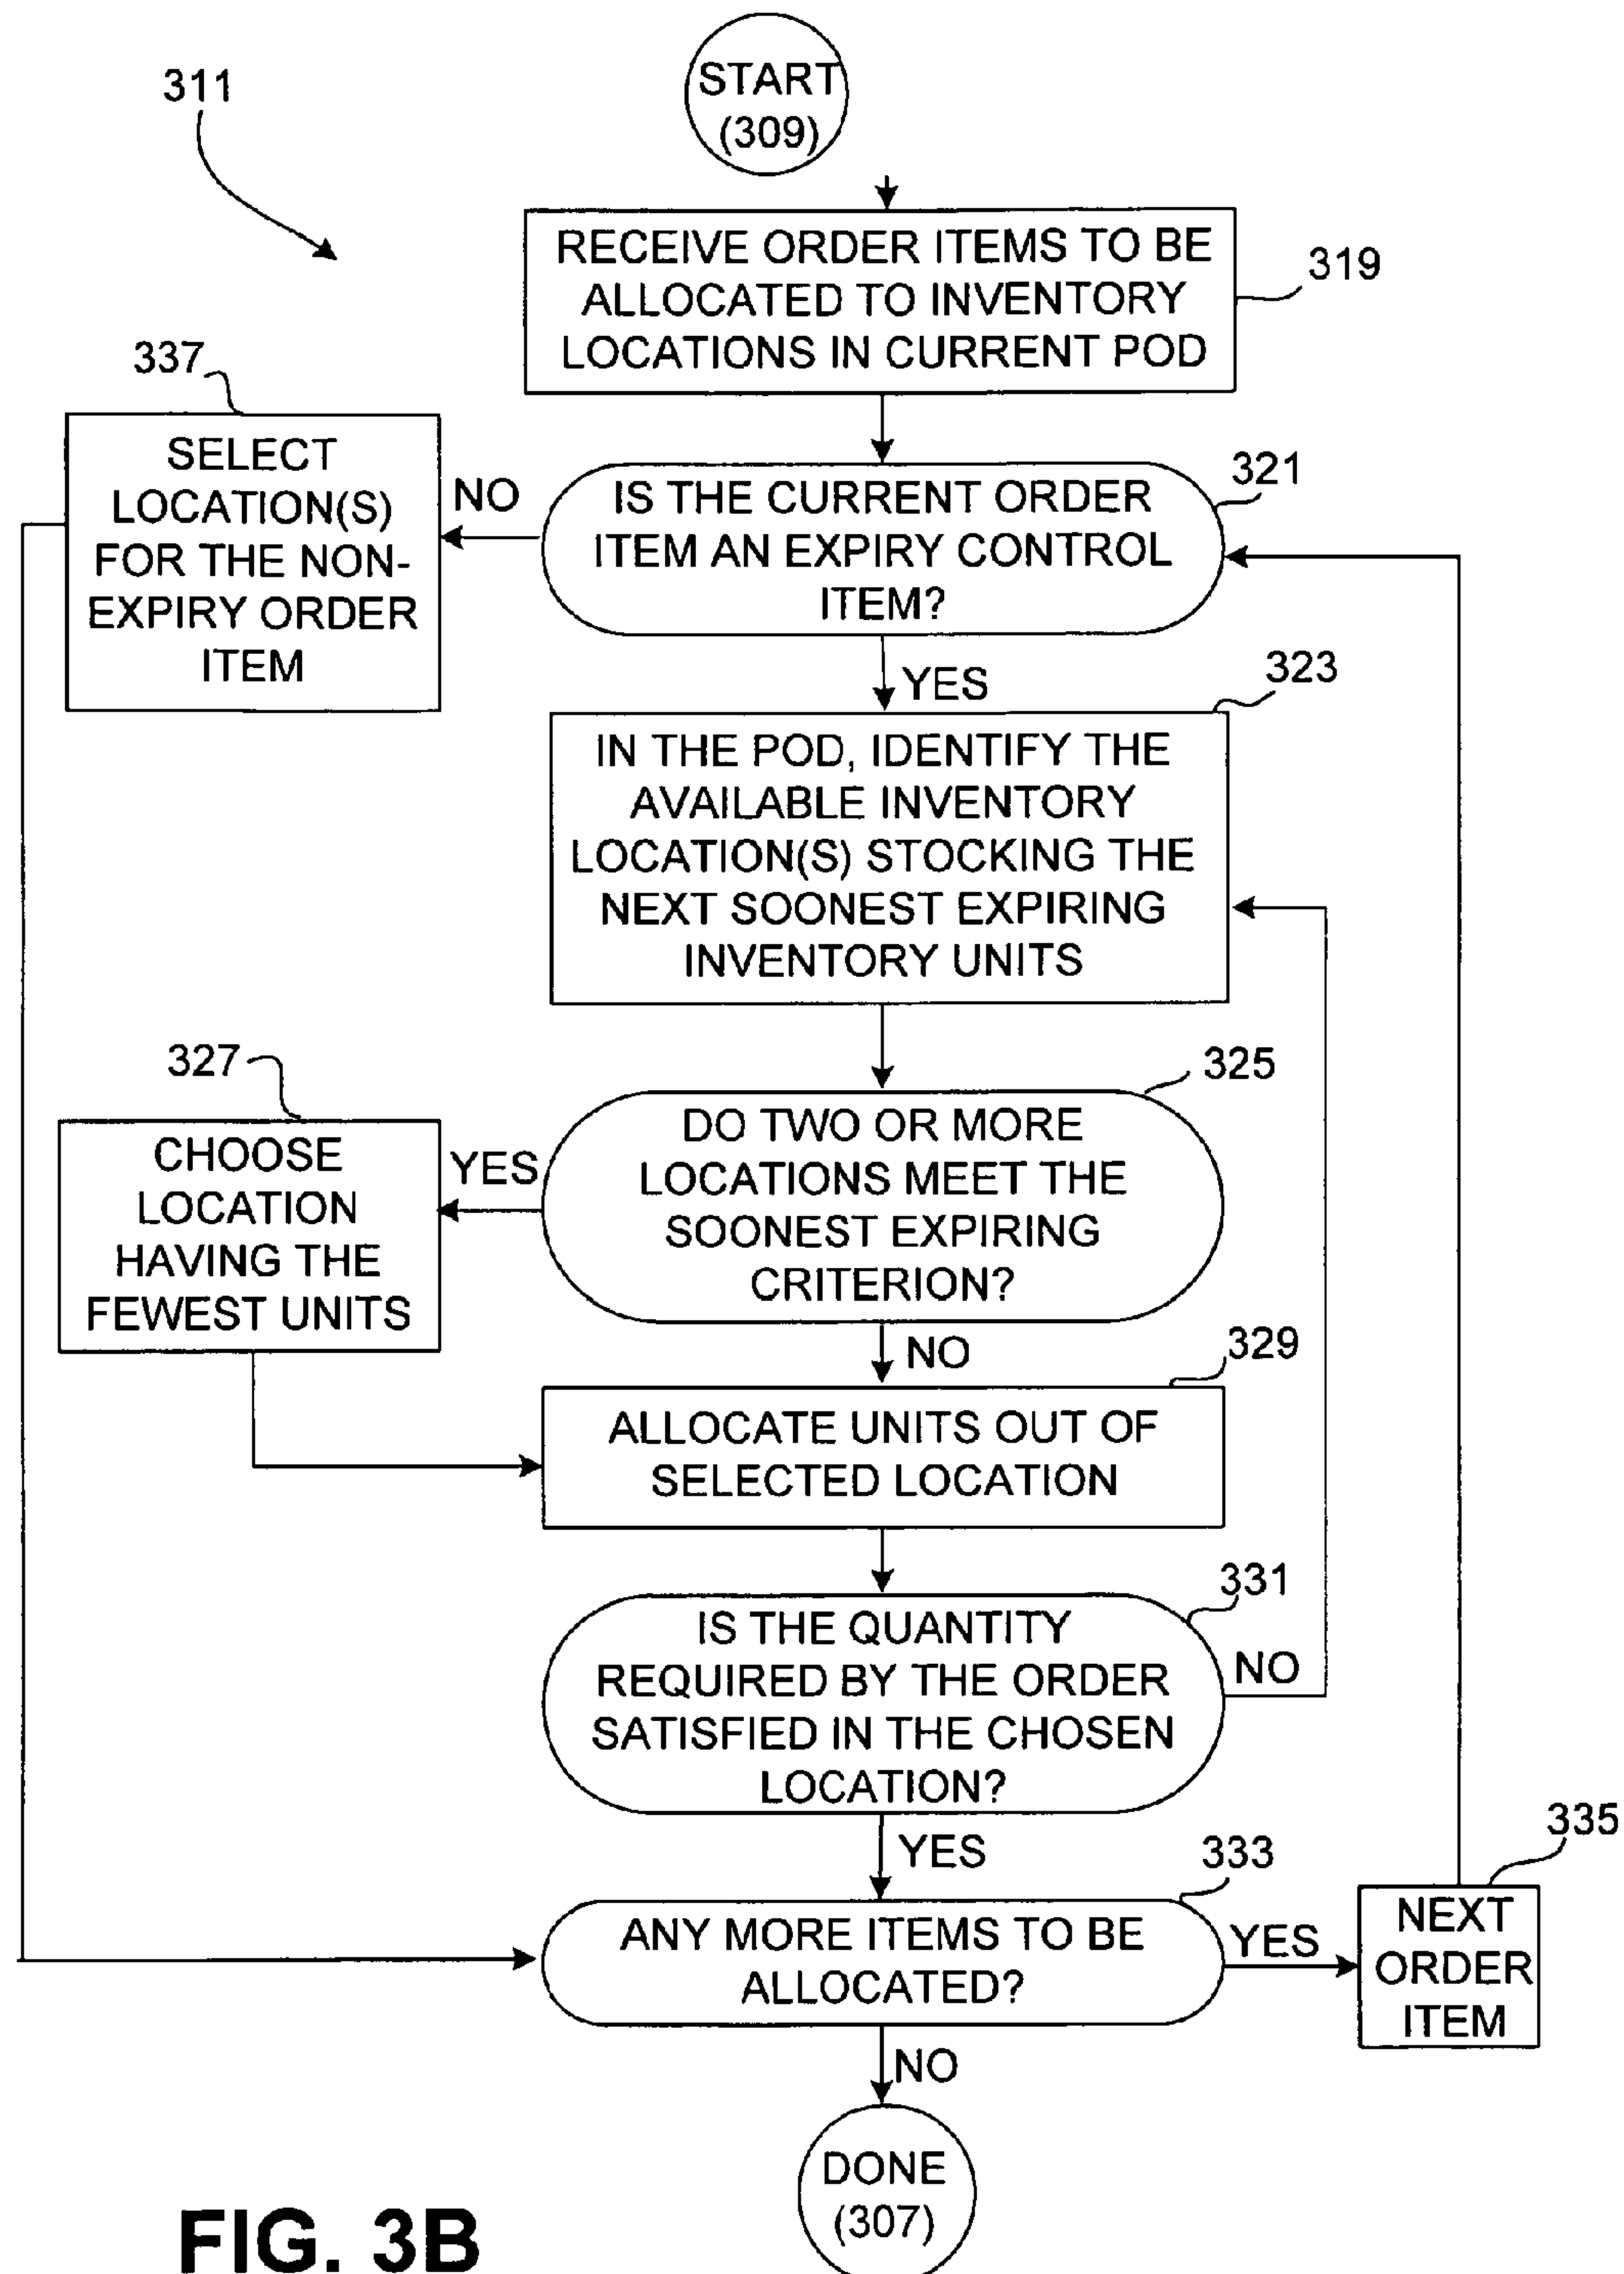 START
(309)
311
RECEIVE ORDER ITEMS TO BE
ALLOCATED TO INVENTORY
LOCATIONS IN CURRENT POD
319
337
SELECT
LOCATION(S)
FOR THE NON-
EXPIRY ORDER
ITEM
NO
IS THE CURRENT ORDER
ITEM AN EXPIRY CONTROL
ITEM?
321
YES
323
IN THE POD, IDENTIFY THE
AVAILABLE INVENTORY
LOCATION(S) STOCKING THE
NEXT SOONEST EXPIRING
INVENTORY UNITS
327
CHOOSE
LOCATION
HAVING THE
FEWEST UNITS
YES
DO TWO OR MORE
LOCATIONS MEET THE
SOONEST EXPIRING
CRITERION?
325
NO
329
ALLOCATE UNITS OUT OF
SELECTED LOCATION
331
IS THE QUANTITY
REQUIRED BY THE ORDER
SATISFIED IN THE CHOSEN
LOCATION?
NO
YES
333
ANY MORE ITEMS TO BE
ALLOCATED?
YES
335
NEXT
ORDER
ITEM
NO
DONE
(307)
FIG. 3B